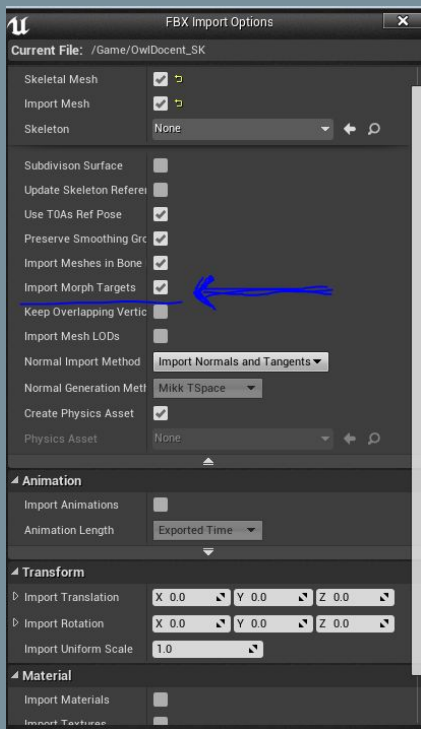 FBX Import Options
Current File: /Game/OwlDocent_SK
Skeletal Mesh
Import Mesh
Skeleton None
Subdivison Surface
Update Skeleton Referen
Use T0As Ref Pose
Preserve Smoothing Gro
Import Meshes in Bone
Import Morph Targets
Keep Overlapping Vertic
Import Mesh LODs
Normal Import Method Import Normals and Tangents
Normal Generation Meth Mikk TSpace
Create Physics Asset
Physics Asset None
Animation
Import Animations
Animation Length Exported Time
Transform
Import Translation X 0.0 Y 0.0 Z 0.0
Import Rotation X 0.0 Y 0.0 Z 0.0
Import Uniform Scale 1.0
Material
Import Materials
Import Textures